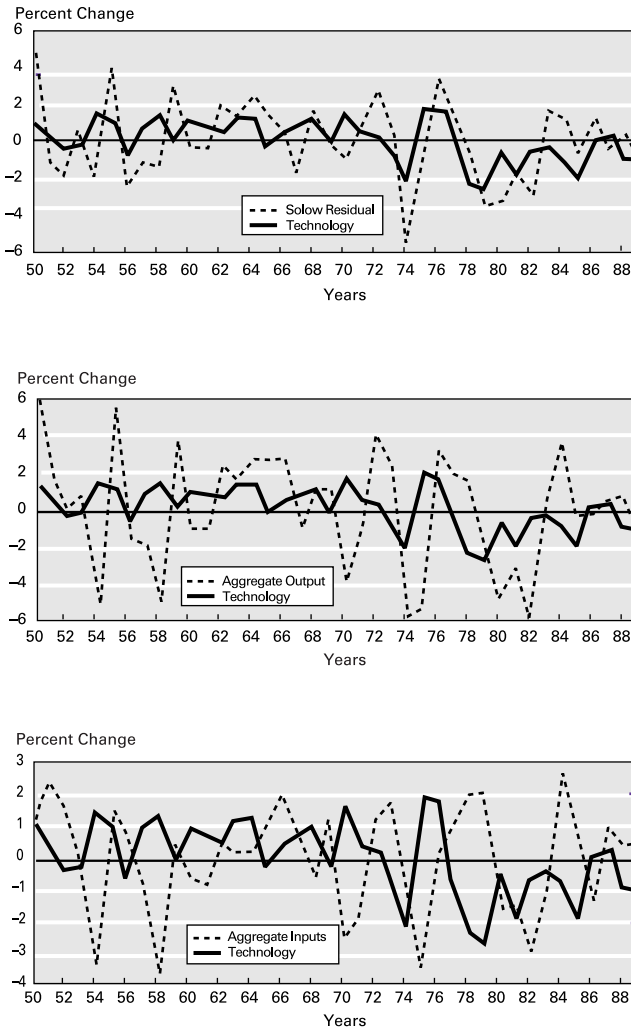 Percent Change
6
4
2
0
−2
−4
−6
Solow Residual
Technology
50 52 54 56 58 60 62 64 66 68 70 72 74 76 78 80 82 84 86 88
Years
Percent Change
6
4
2
0
−2
−4
−6
Aggregate Output
Technology
50 52 54 56 58 60 62 64 66 68 70 72 74 76 78 80 82 84 86 88
Years
Percent Change
3
2
1
0
−1
−2
−3
−4
Aggregate Inputs
Technology
50 52 54 56 58 60 62 64 66 68 70 72 74 76 78 80 82 84 86 88
Years